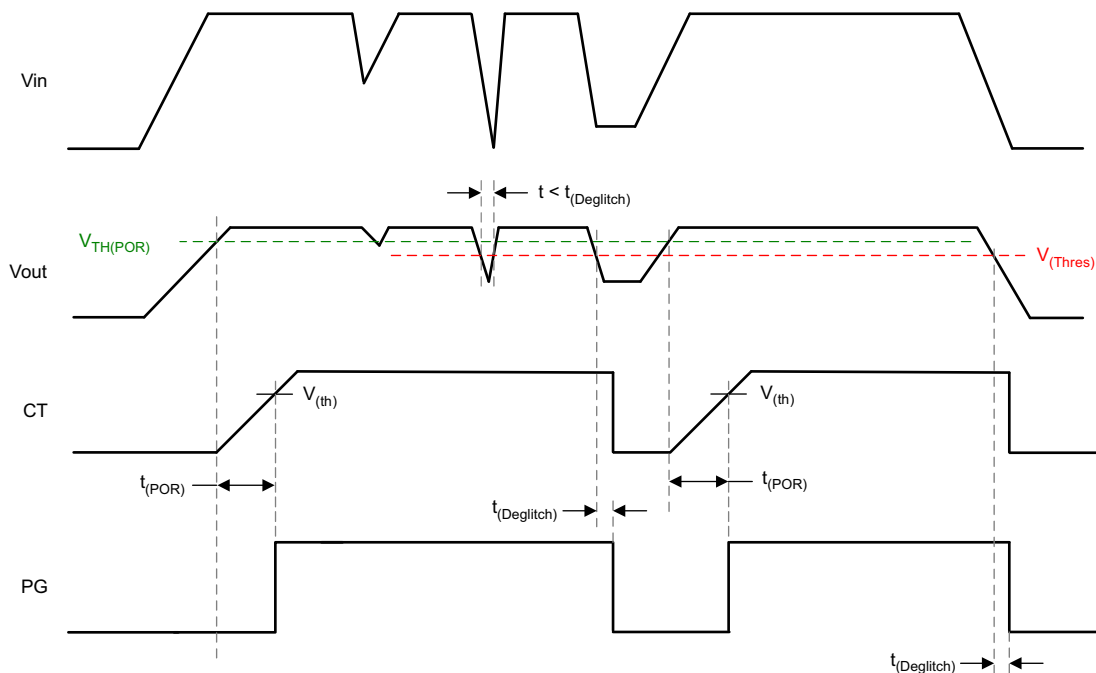 Vin
t < t(Deglitch)
VTH(POR)
V(Thres)
Vout
V(th)
V(th)
CT
t(POR)
t(POR)
t(Deglitch)
PG
t(Deglitch)